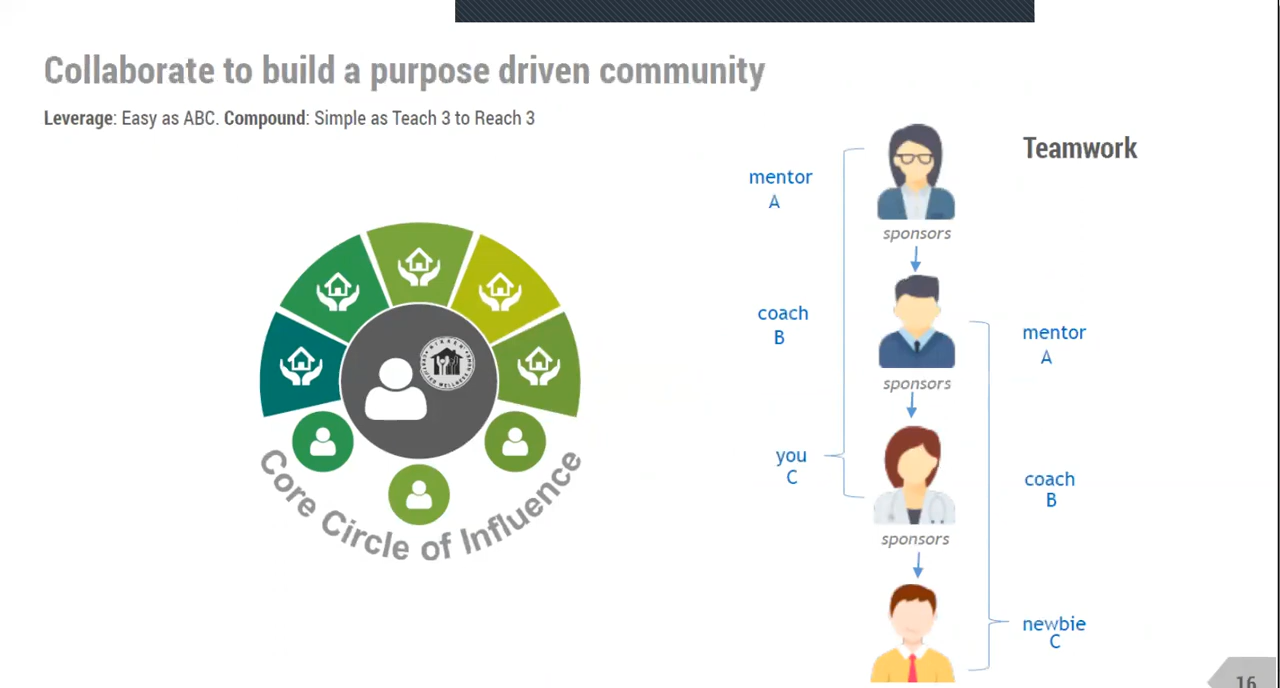 Collaborate to build a purpose driven community
Leverage: Easy as ABC. Compound: Simple as Teach 3 to Reach 3
Teamwork
mentor
A
sponsors
coach
B
mentor
A
sponsors
you
C
coach
B
sponsors
newbie
C
Core Circle of Influence
16